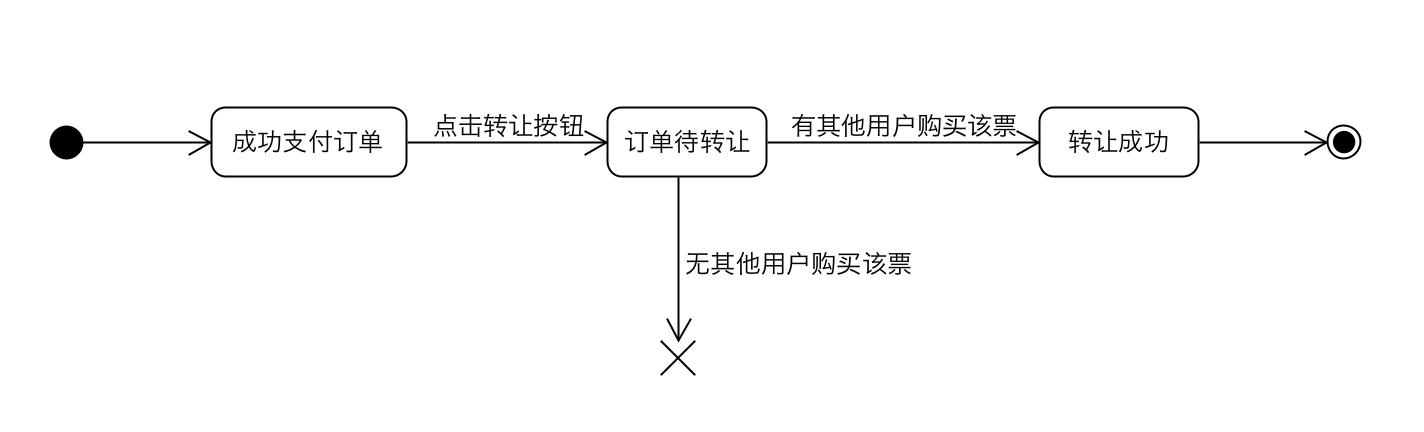 成功支付订单
点击转让按钮
订单待转让
有其他用户购买该票
转让成功
无其他用户购买该票